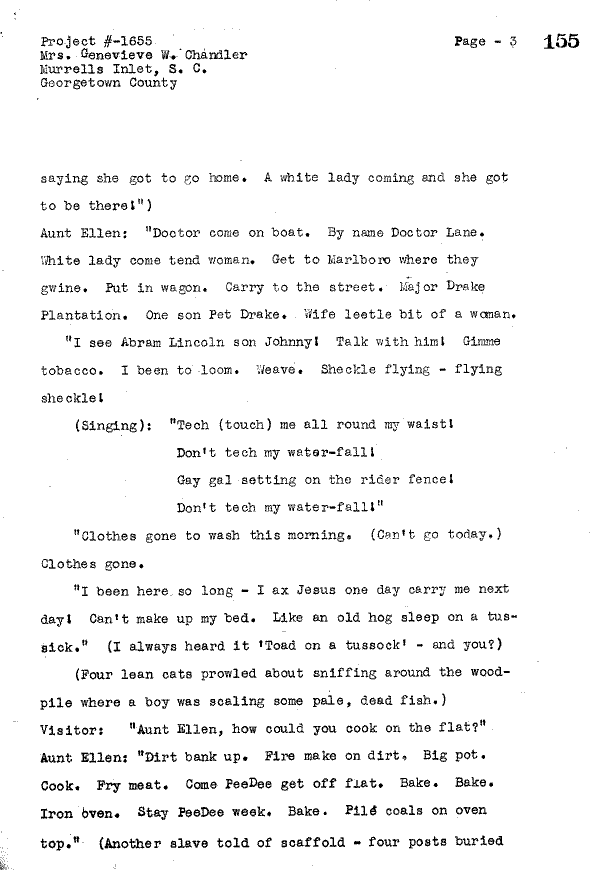 Project #-1655
Mrs. Genevieve W. Chandler
Murrells Inlet, S. C.
Georgetown County
Page - 3 155
saying she got to go home. A white lady coming and she got
to be there!")
Aunt Ellen: "Doctor come on boat. By name Doctor Lane.
White lady come tend woman. Get to Marlboro where they
gwine. Put in wagon. Carry to the street. Major Drake
Plantation. One son Pet Drake. Wife leetle bit of a woman.
"I see Abram Lincoln son Johnny! Talk with him! Gimme
tobacco. I been to loom. Weave. Sheckle flying - flying
sheckle!
(Singing): "Tech (touch) me all round my waist!
Don't tech my water-fall!
Gay gal setting on the rider fence!
Don't tech my water-fall!"
"Clothes gone to wash this morning. (Can't go today.)
Clothes gone.
"I been here so long - I ax Jesus one day carry me next
day! Can't make up my bed. Like an old hog sleep on a tus-
sick." (I always heard it 'Toad on a tussock' - and you?)
(Four lean cats prowled about sniffing around the wood-
pile where a boy was scaling some pale, dead fish.)
Visitor: "Aunt Ellen, how could you cook on the flat?"
Aunt Ellen: "Dirt bank up. Fire make on dirt. Big pot.
Cook. Fry meat. Come PeeDee get off flat. Bake. Bake.
Iron oven. Stay PeeDee week. Bake. Pile coals on oven
top." (Another slave told of scaffold - four posts buried